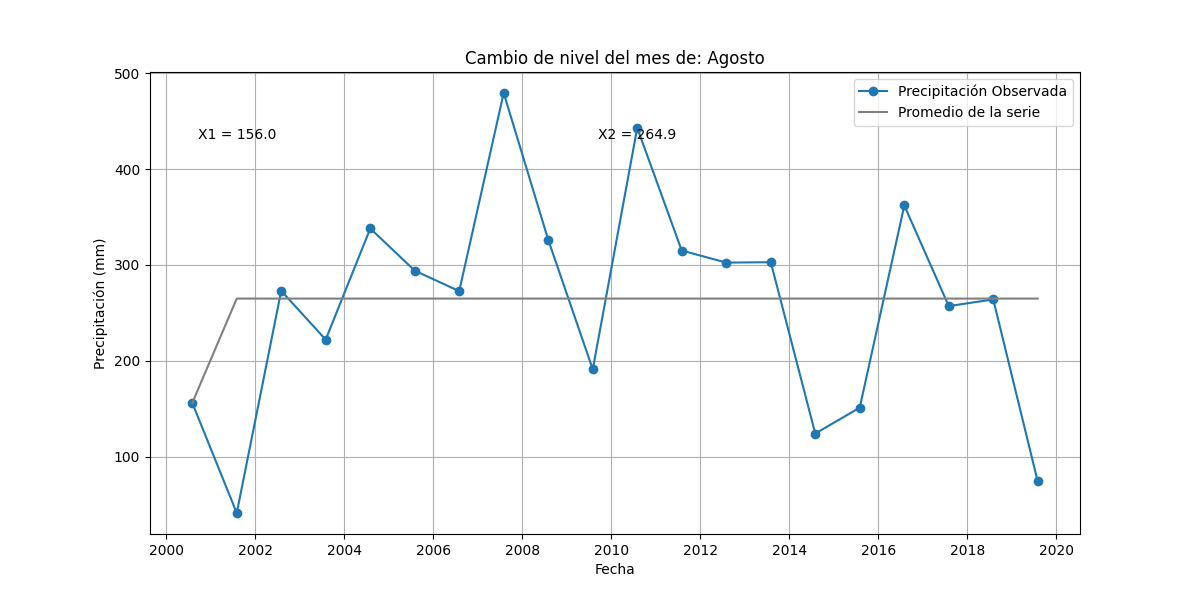 Cambio de nivel del mes de: Agosto
Precipitación Observada
Promedio de la serie
X1 = 156.0
X2 = 264.9
Precipitación (mm)
500
400
300
200
100
2000 2002 2004 2006 2008 2010 2012 2014 2016 2018 2020
Fecha